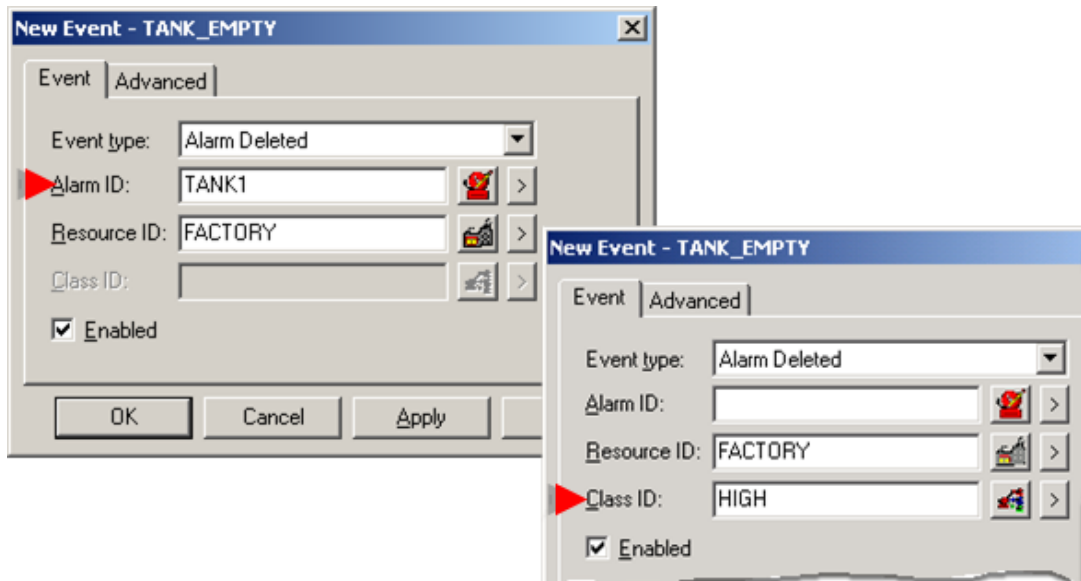 New Event - TANK_EMPTY
Event Advanced
Event type: Alarm Deleted
Alarm ID: TANK1 >
Resource ID: FACTORY >
Class ID: >
Enabled
OK Cancel Apply
New Event - TANK_EMPTY
Event Advanced
Event type: Alarm Deleted
Alarm ID: >
Resource ID: FACTORY >
Class ID: HIGH >
Enabled